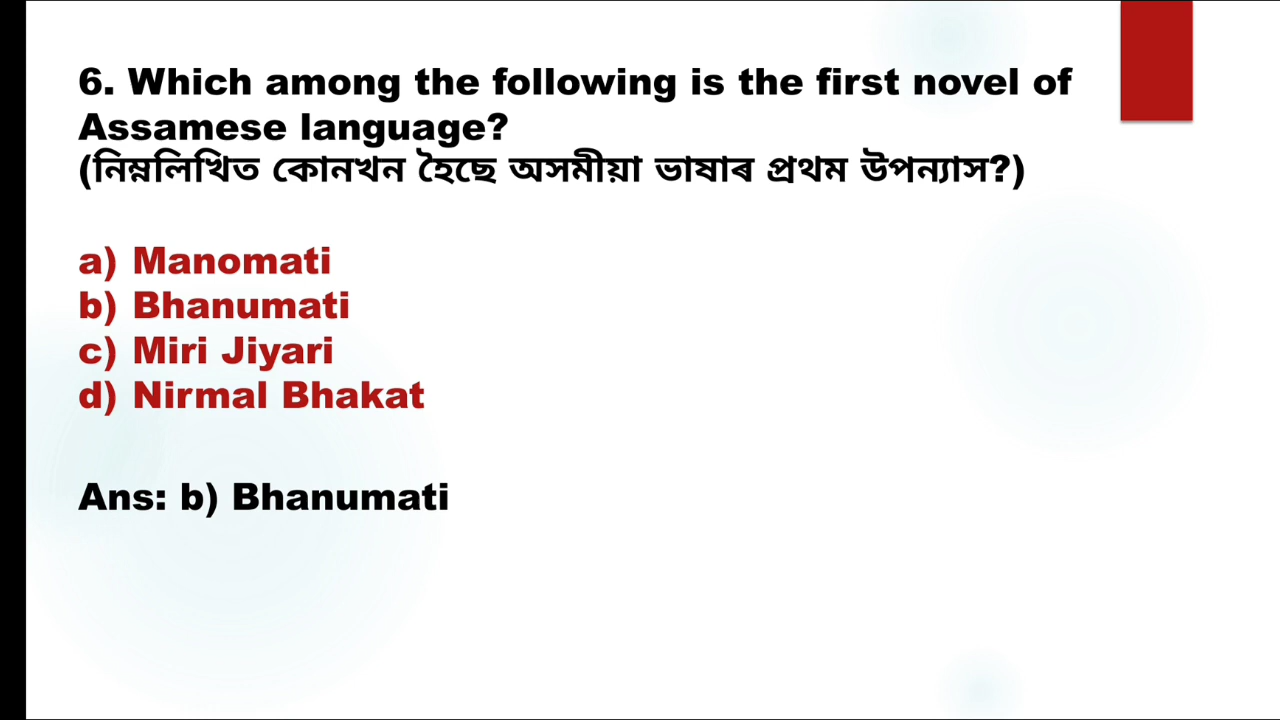 6. Which among the following is the first novel of
Assamese language?
(নিম্নলিখিত কোনখন হৈছে অসমীয়া ভাষাৰ প্ৰথম উপন্যাস?)
a) Manomati
b) Bhanumati
c) Miri Jiyari
d) Nirmal Bhakat
Ans: b) Bhanumati